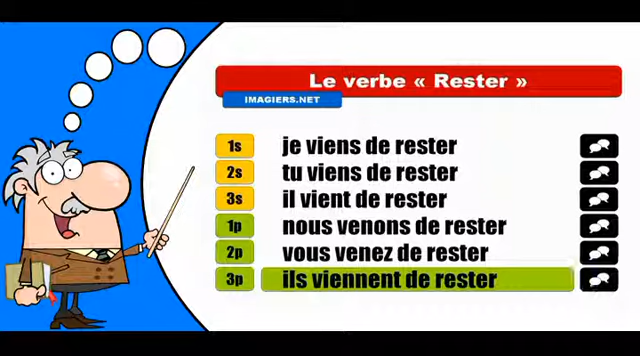 Le verbe « Rester »
IMAGIERS.NET
1s je viens de rester
2s tu viens de rester
3s il vient de rester
1p nous venons de rester
2p vous venez de rester
3p ils viennent de rester